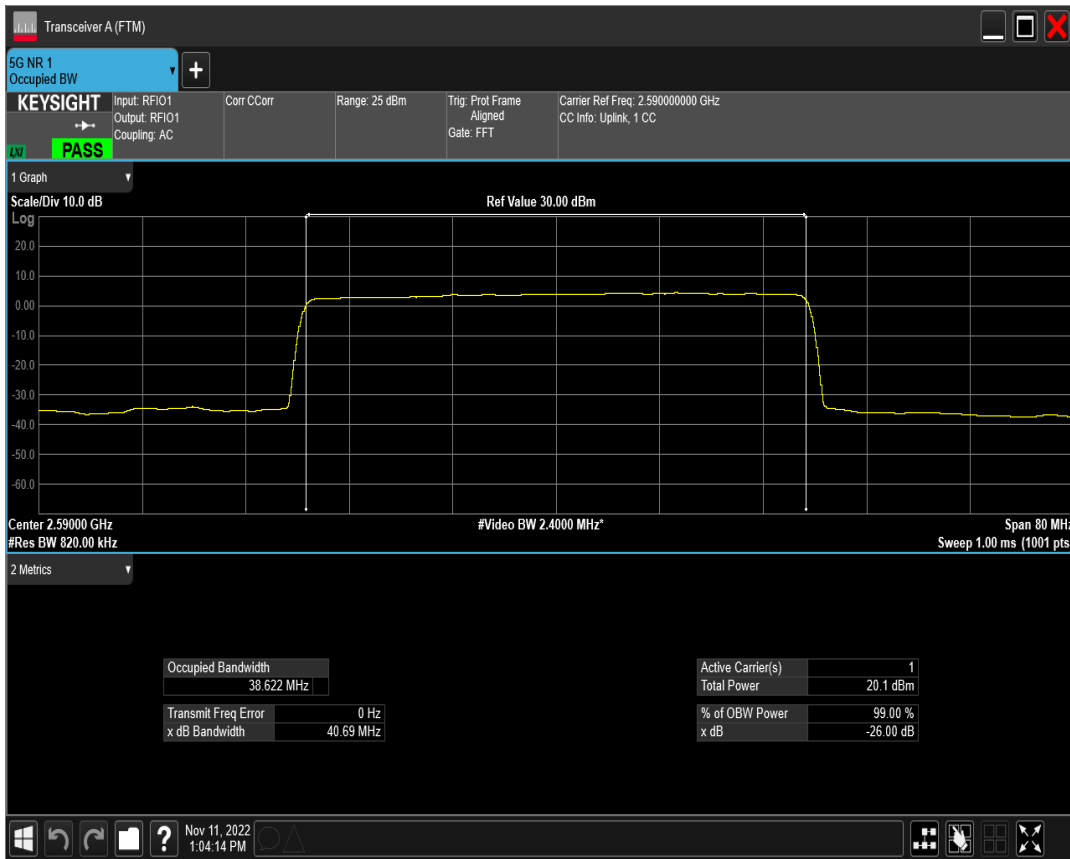 Transceiver A (FTM)
5G NR 1
Occupied BW
+
KEYSIGHT
LXI
PASS
Input: RFIO1
Output: RFIO1
Coupling: AC
Corr CCorr
Range: 25 dBm
Trig: Prot Frame
Aligned
Gate: FFT
Carrier Ref Freq: 2.590000000 GHz
CC Info: Uplink, 1 CC
1 Graph
Scale/Div 10.0 dB
Ref Value 30.00 dBm
Log
20.0
10.0
0.00
-10.0
-20.0
-30.0
-40.0
-50.0
-60.0
Center 2.59000 GHz
#Video BW 2.4000 MHz*
Span 80 MHz
#Res BW 820.00 kHz
Sweep 1.00 ms (1001 pts
2 Metrics
Occupied Bandwidth
38.622 MHz
Transmit Freq Error 0 Hz
x dB Bandwidth 40.69 MHz
Active Carrier(s) 1
Total Power 20.1 dBm
% of OBW Power 99.00 %
x dB -26.00 dB
?
Nov 11, 2022
1:04:14 PM